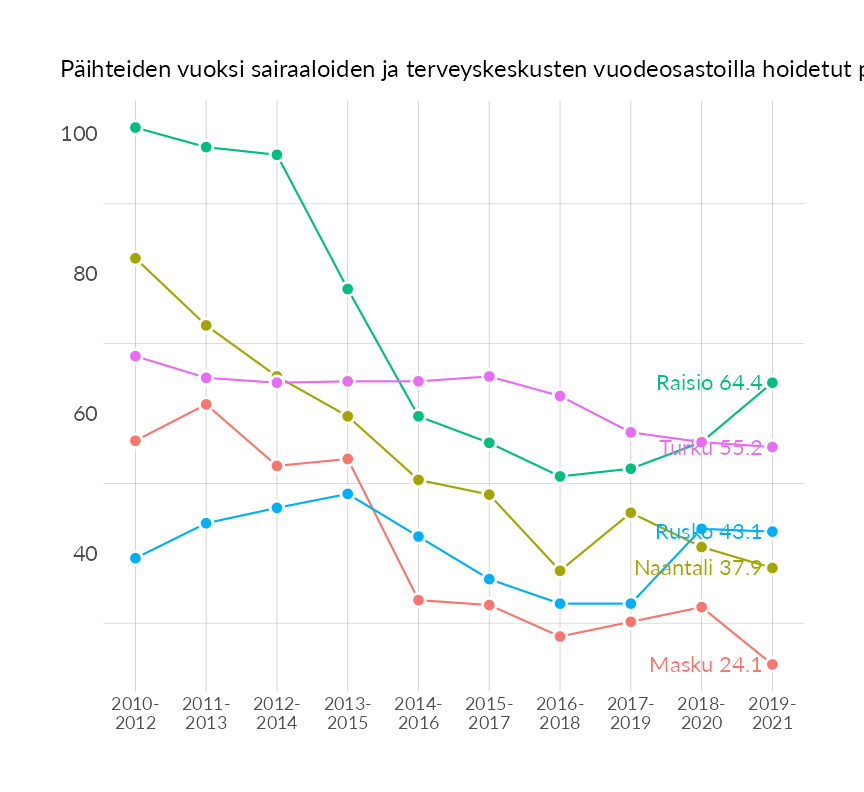 Päihteiden vuoksi sairaaloiden ja terveyskeskusten vuodeosastoilla hoidetut
100
80
60
40
Raisio 64.4
Turku 55.2
Rusko 43.1
Naantali 37.9
Masku 24.1
2010- 2011- 2012- 2013- 2014- 2015- 2016- 2017- 2018- 2019-
2012 2013 2014 2015 2016 2017 2018 2019 2020 2021